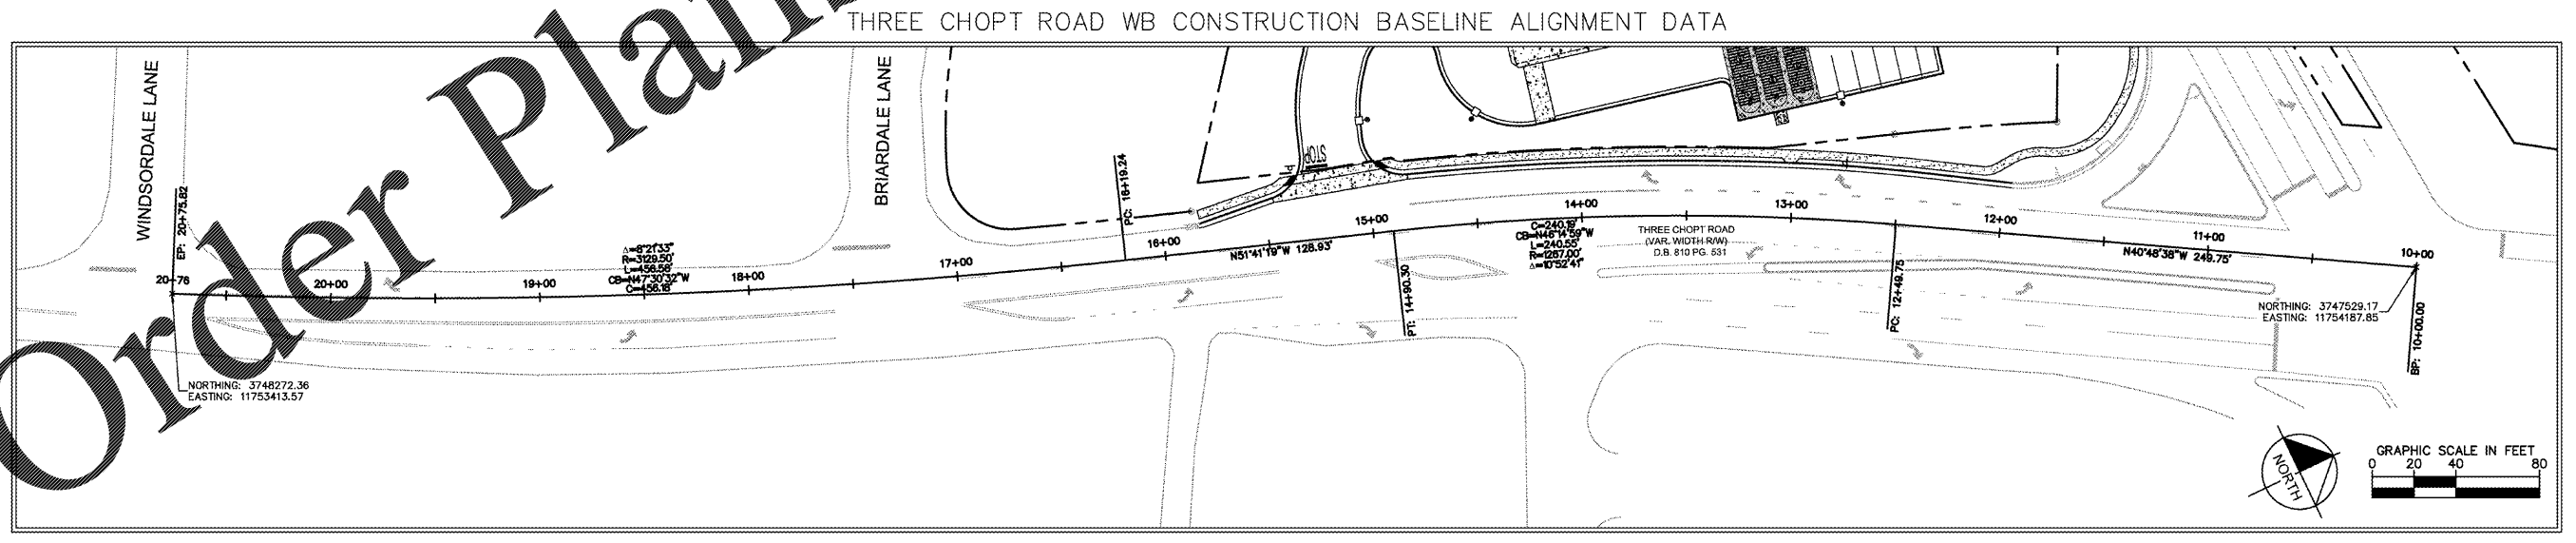 THREE CHOPT ROAD WB CONSTRUCTION BASELINE ALIGNMENT DATA
Order Plan
WINDSORDALE LANE
BRIARDALE LANE
EP: 20+75.82
20+76
20+00
19+00
18+00
17+00
16+00
15+00
14+00
13+00
12+00
11+00
10+00
Δ=8°21'33"
R=3129.50'
L=456.58'
CB=N47°30'32"W
C=456.18'
PC: 16+19.24
STOP
N51°41'19"W 128.93'
PT: 14+90.30
C=240.19'
CB=N46°14'59"W
L=240.55'
R=1267.00'
Δ=10°52'41"
THREE CHOPT ROAD
(VAR. WIDTH R/W)
D.B. 810 PG. 531
PC: 12+49.75
N40°48'38"W 249.75'
NORTHING: 3747529.17
EASTING: 11754187.85
BP: 10+00.00
NORTHING: 3748272.36
EASTING: 11753413.57
NORTH
GRAPHIC SCALE IN FEET
0 20 40 80